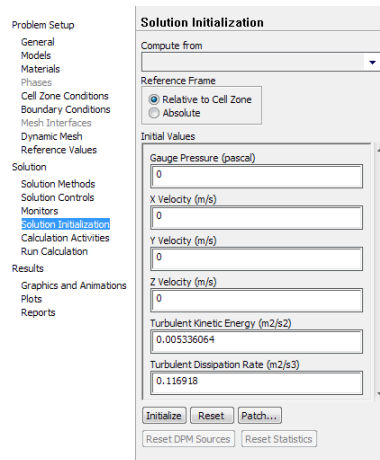 Problem Setup
General
Models
Materials
Phases
Cell Zone Conditions
Boundary Conditions
Mesh Interfaces
Dynamic Mesh
Reference Values
Solution
Solution Methods
Solution Controls
Monitors
Solution Initialization
Calculation Activities
Run Calculation
Results
Graphics and Animations
Plots
Reports
Solution Initialization
Compute from
Reference Frame
Relative to Cell Zone
Absolute
Initial Values
Gauge Pressure (pascal)
0
X Velocity (m/s)
0
Y Velocity (m/s)
0
Z Velocity (m/s)
0
Turbulent Kinetic Energy (m2/s2)
0.005336064
Turbulent Dissipation Rate (m2/s3)
0.116918
Initialize Reset Patch...
Reset DPM Sources Reset Statistics